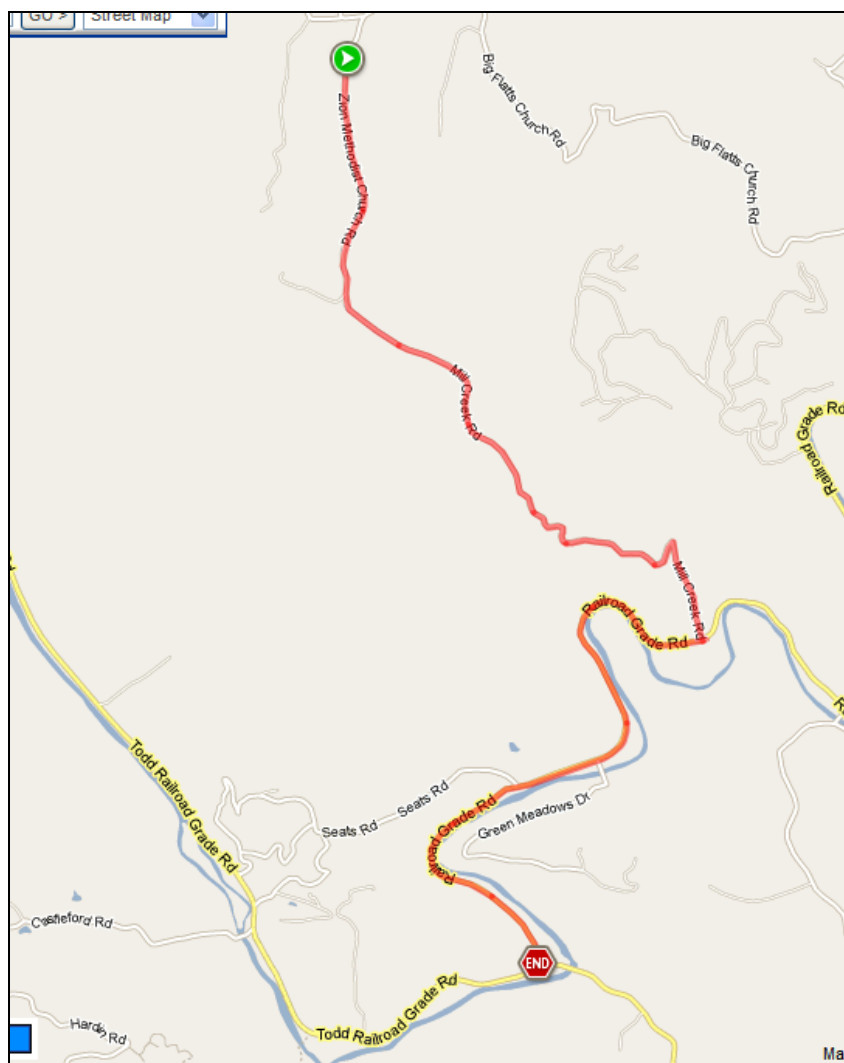 GO >
Street Map
Big Flatts Church Rd
Big Flatts
Church Rd
Zion Methodist Church Rd
Mill Creek Rd
Railroad Grade Rd
Mill Creek Rd
Railroad Grade Rd
Todd Railroad Grade Rd
Seats Rd
Seats Rd
Railroad Grade Rd
Green Meadows Dr
Railroad
Castleford Rd
END
Todd Railroad Grade Rd
Hardin Rd
Ma